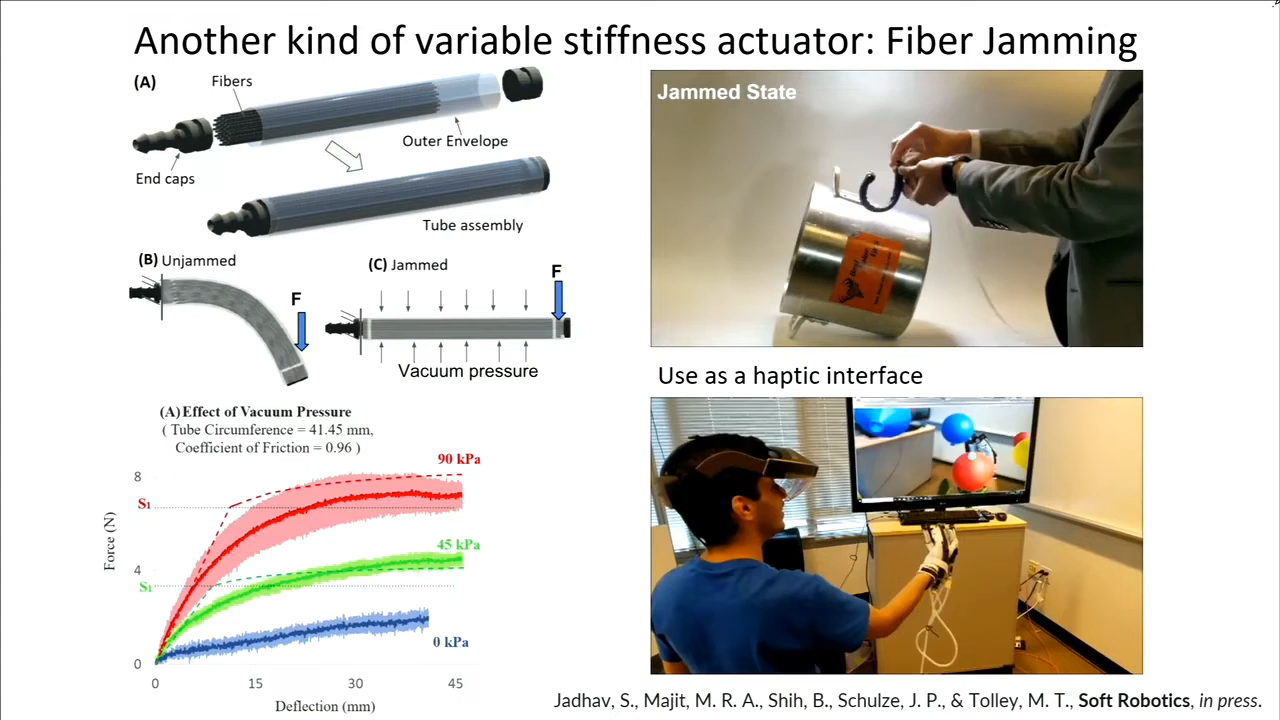 Another kind of variable stiffness actuator: Fiber Jamming
(A)
Fibers
Outer Envelope
End caps
Tube assembly
(B) Unjammed
F
(C) Jammed
F
Vacuum pressure
(A) Effect of Vacuum Pressure
( Tube Circumference = 41.45 mm,
Coefficient of Friction = 0.96 )
90 kPa
8
S1
45 kPa
4
S1
0 kPa
0
Force (N)
0 15 30 45
Deflection (mm)
Jammed State
Use as a haptic interface
Jadhav, S., Majit, M. R. A., Shih, B., Schulze, J. P., & Tolley, M. T., Soft Robotics, in press.